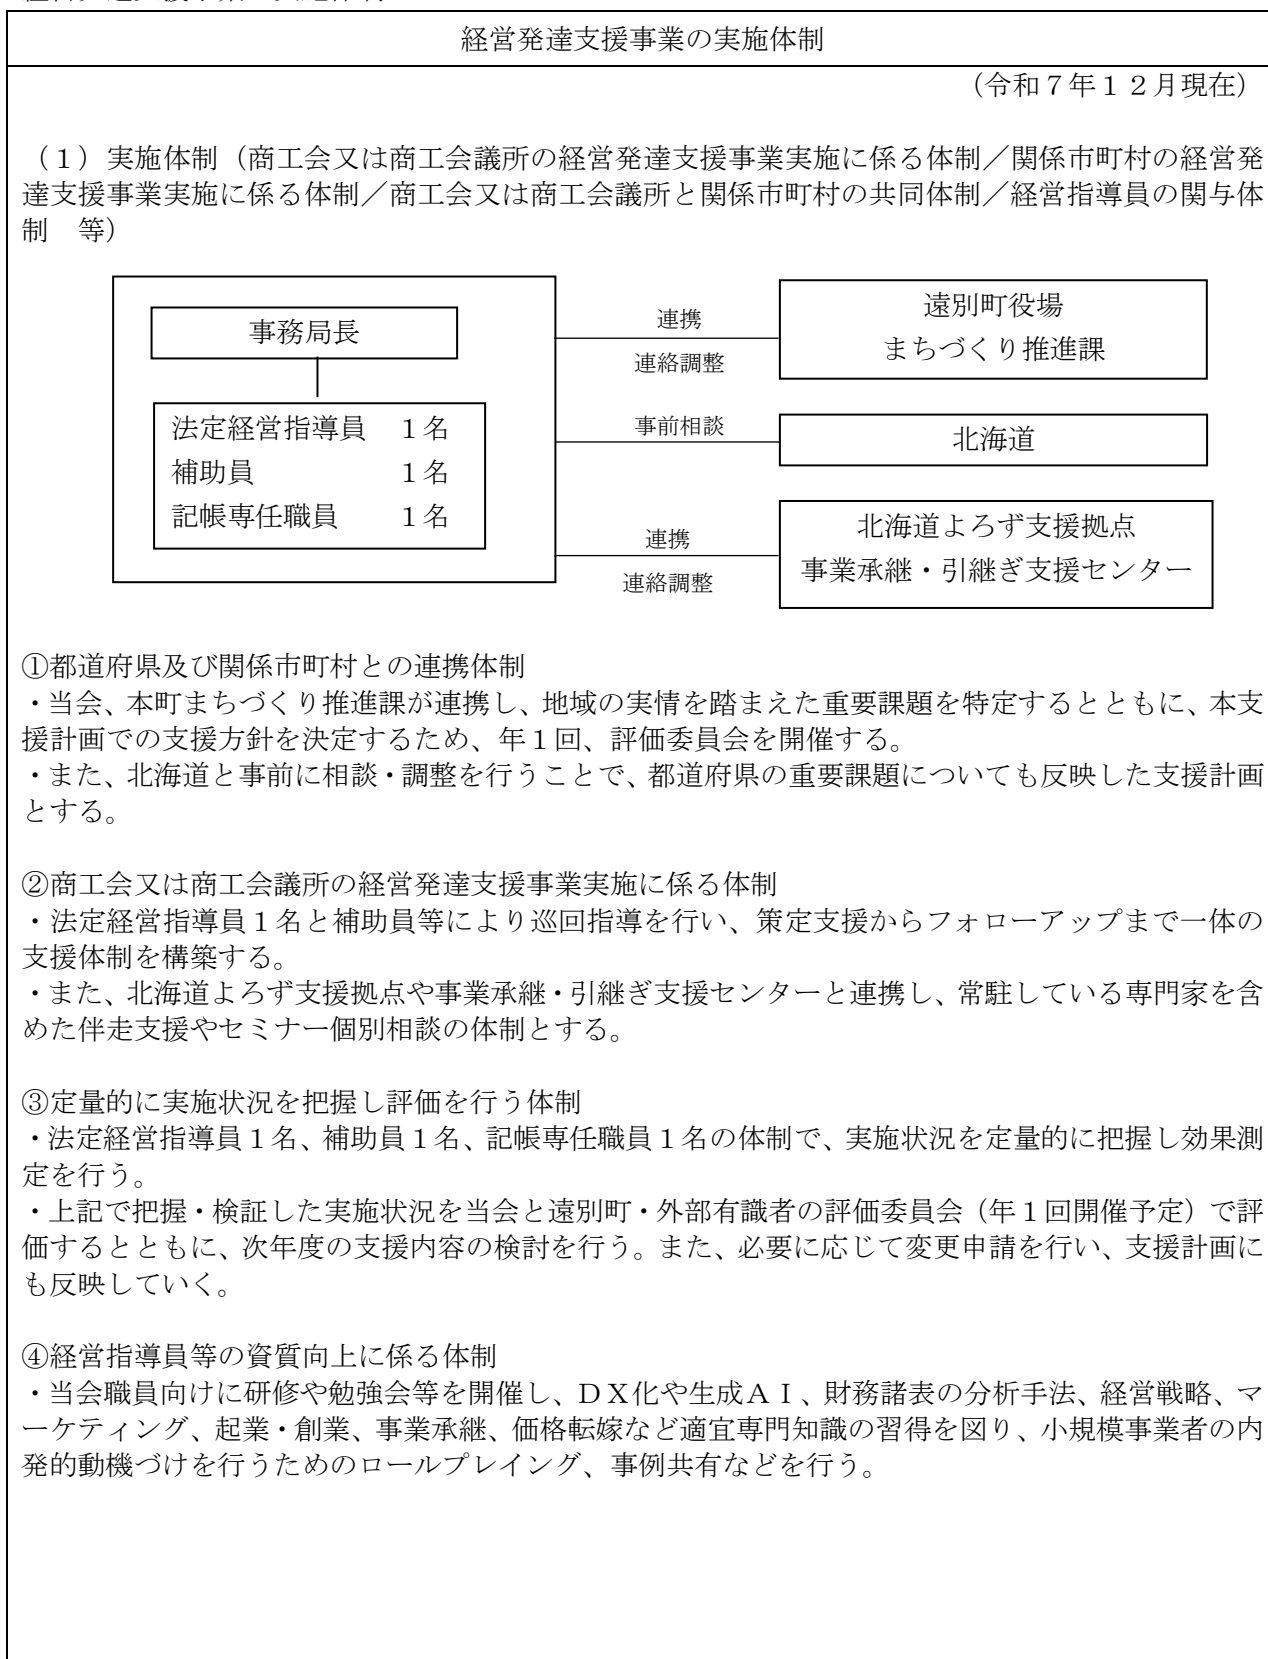 経営発達支援事業の実施体制
（令和７年１２月現在）
（１）実施体制（商工会又は商工会議所の経営発達支援事業実施に係る体制／関係市町村の経営発
達支援事業実施に係る体制／商工会又は商工会議所と関係市町村の共同体制／経営指導員の関与体
制　等）
事務局長
法定経営指導員　１名
補助員　１名
記帳専任職員　１名
連携
連絡調整
遠別町役場
まちづくり推進課
事前相談
北海道
連携
連絡調整
北海道よろず支援拠点
事業承継・引継ぎ支援センター
①都道府県及び関係市町村との連携体制
・当会、本町まちづくり推進課が連携し、地域の実情を踏まえた重要課題を特定するとともに、本支
援計画での支援方針を決定するため、年１回、評価委員会を開催する。
・また、北海道と事前に相談・調整を行うことで、都道府県の重要課題についても反映した支援計画
とする。
②商工会又は商工会議所の経営発達支援事業実施に係る体制
・法定経営指導員１名と補助員等により巡回指導を行い、策定支援からフォローアップまで一体の
支援体制を構築する。
・また、北海道よろず支援拠点や事業承継・引継ぎ支援センターと連携し、常駐している専門家を含
めた伴走支援やセミナー個別相談の体制とする。
③定量的に実施状況を把握し評価を行う体制
・法定経営指導員１名、補助員１名、記帳専任職員１名の体制で、実施状況を定量的に把握し効果測
定を行う。
・上記で把握・検証した実施状況を当会と遠別町・外部有識者の評価委員会（年１回開催予定）で評
価するとともに、次年度の支援内容の検討を行う。また、必要に応じて変更申請を行い、支援計画に
も反映していく。
④経営指導員等の資質向上に係る体制
・当会職員向けに研修や勉強会等を開催し、ＤＸ化や生成ＡＩ、財務諸表の分析手法、経営戦略、マ
ーケティング、起業・創業、事業承継、価格転嫁など適宜専門知識の習得を図り、小規模事業者の内
発的動機づけを行うためのロールプレイング、事例共有などを行う。